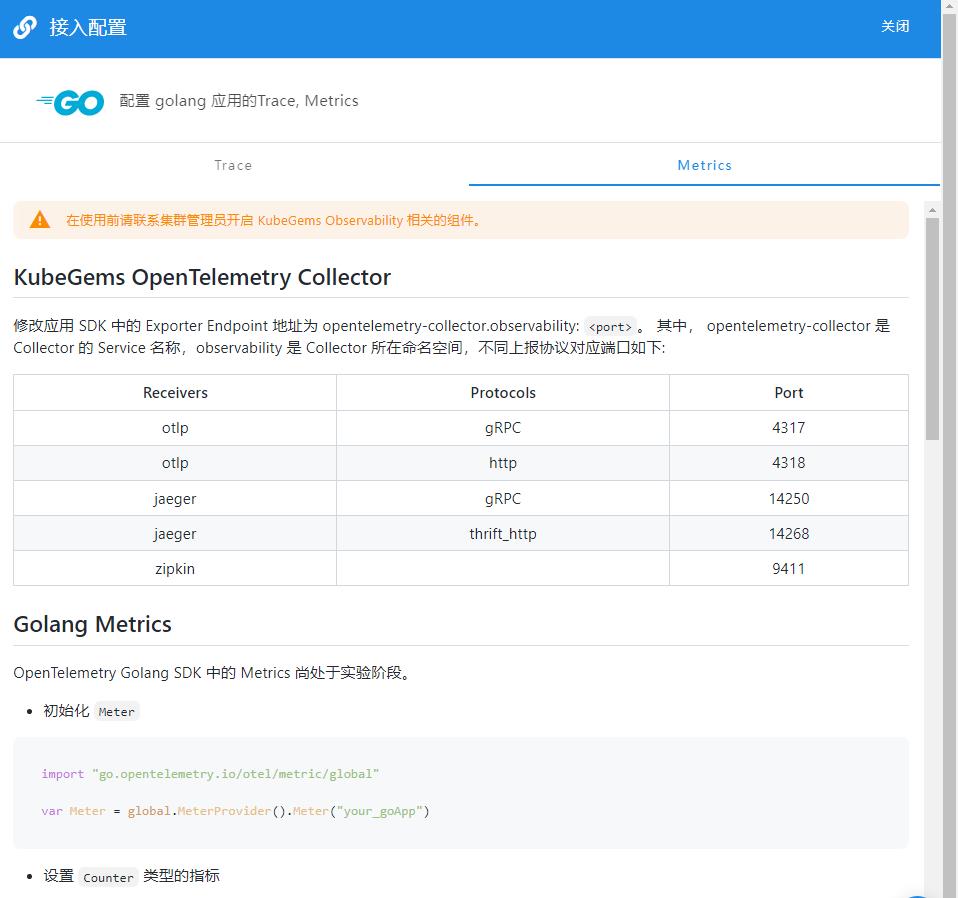 接入配置
关闭
GO 配置 golang 应用的Trace, Metrics
Trace Metrics
在使用前请联系集群管理员开启 KubeGems Observability 相关的组件。
KubeGems OpenTelemetry Collector
修改应用 SDK 中的 Exporter Endpoint 地址为 opentelemetry-collector.observability: <port> 。 其中， opentelemetry-collector 是
Collector 的 Service 名称，observability 是 Collector 所在命名空间，不同上报协议对应端口如下:
Receivers Protocols Port
otlp gRPC 4317
otlp http 4318
jaeger gRPC 14250
jaeger thrift_http 14268
zipkin 9411
Golang Metrics
OpenTelemetry Golang SDK 中的 Metrics 尚处于实验阶段。
• 初始化 Meter
import "go.opentelemetry.io/otel/metric/global"
var Meter = global.MeterProvider().Meter("your_goApp")
• 设置 Counter 类型的指标